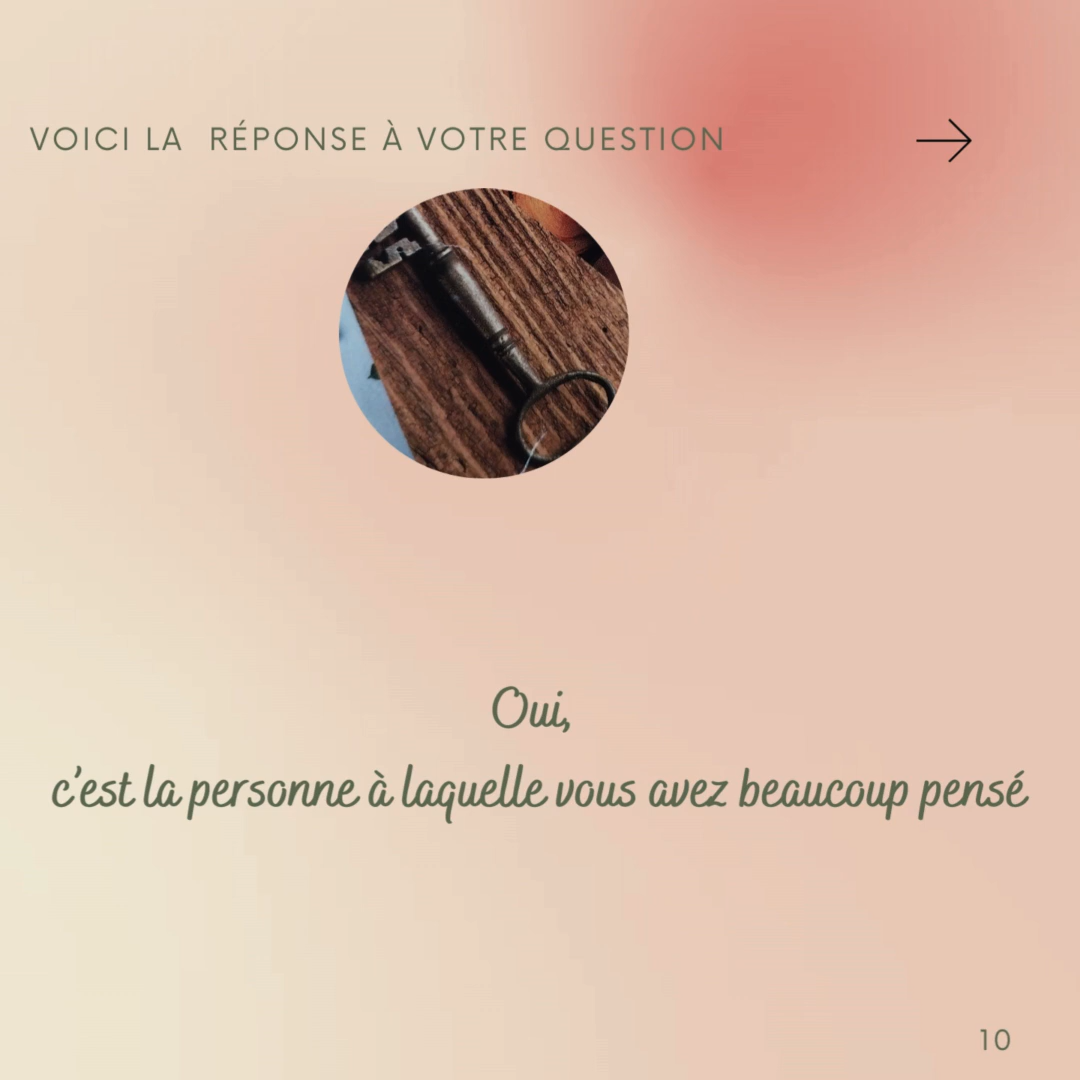 VOICI LA RÉPONSE À VOTRE QUESTION
Oui,
c'est la personne à laquelle vous avez beaucoup pensé
10